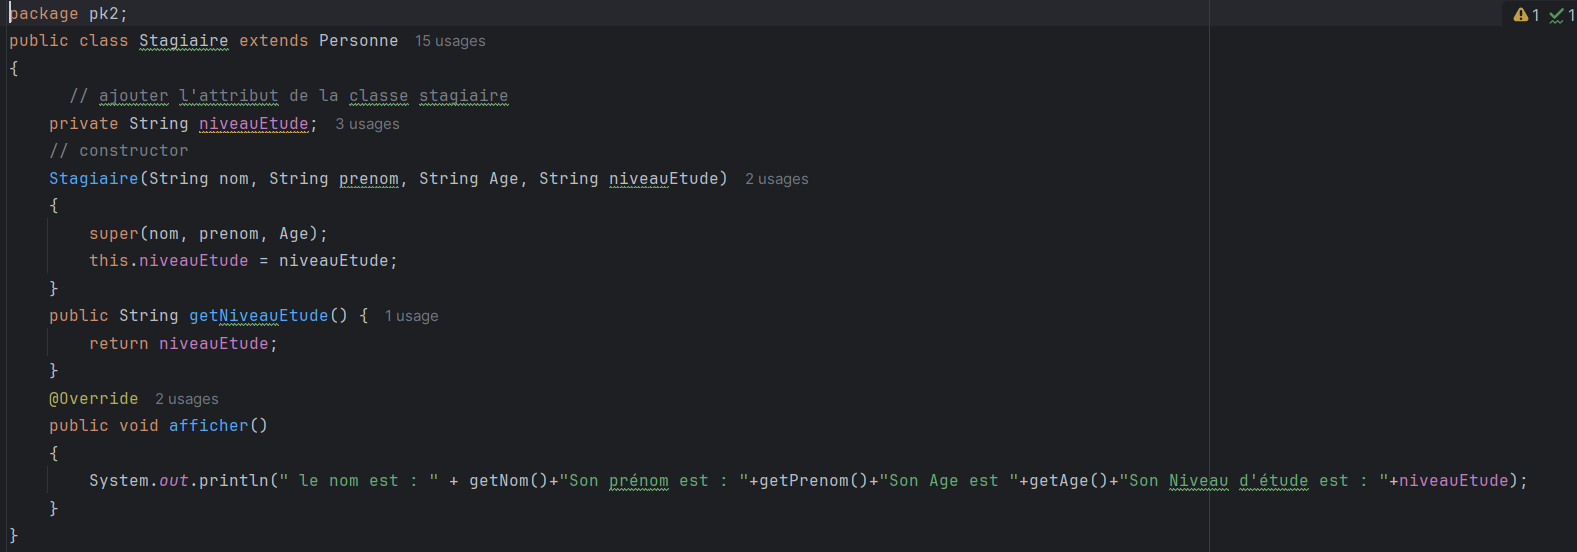 package pk2;
1 1
public class Stagiaire extends Personne 15 usages
{
// ajouter l'attribut de la classe stagiaire
private String niveauEtude; 3 usages
// constructor
Stagiaire(String nom, String prenom, String Age, String niveauEtude) 2 usages
{
super(nom, prenom, Age);
this.niveauEtude = niveauEtude;
}
public String getNiveauEtude() { 1 usage
return niveauEtude;
}
@Override 2 usages
public void afficher()
{
System.out.println(" le nom est : " + getNom()+"Son prénom est : "+getPrenom()+"Son Age est "+getAge()+"Son Niveau d'étude est : "+niveauEtude);
}
}